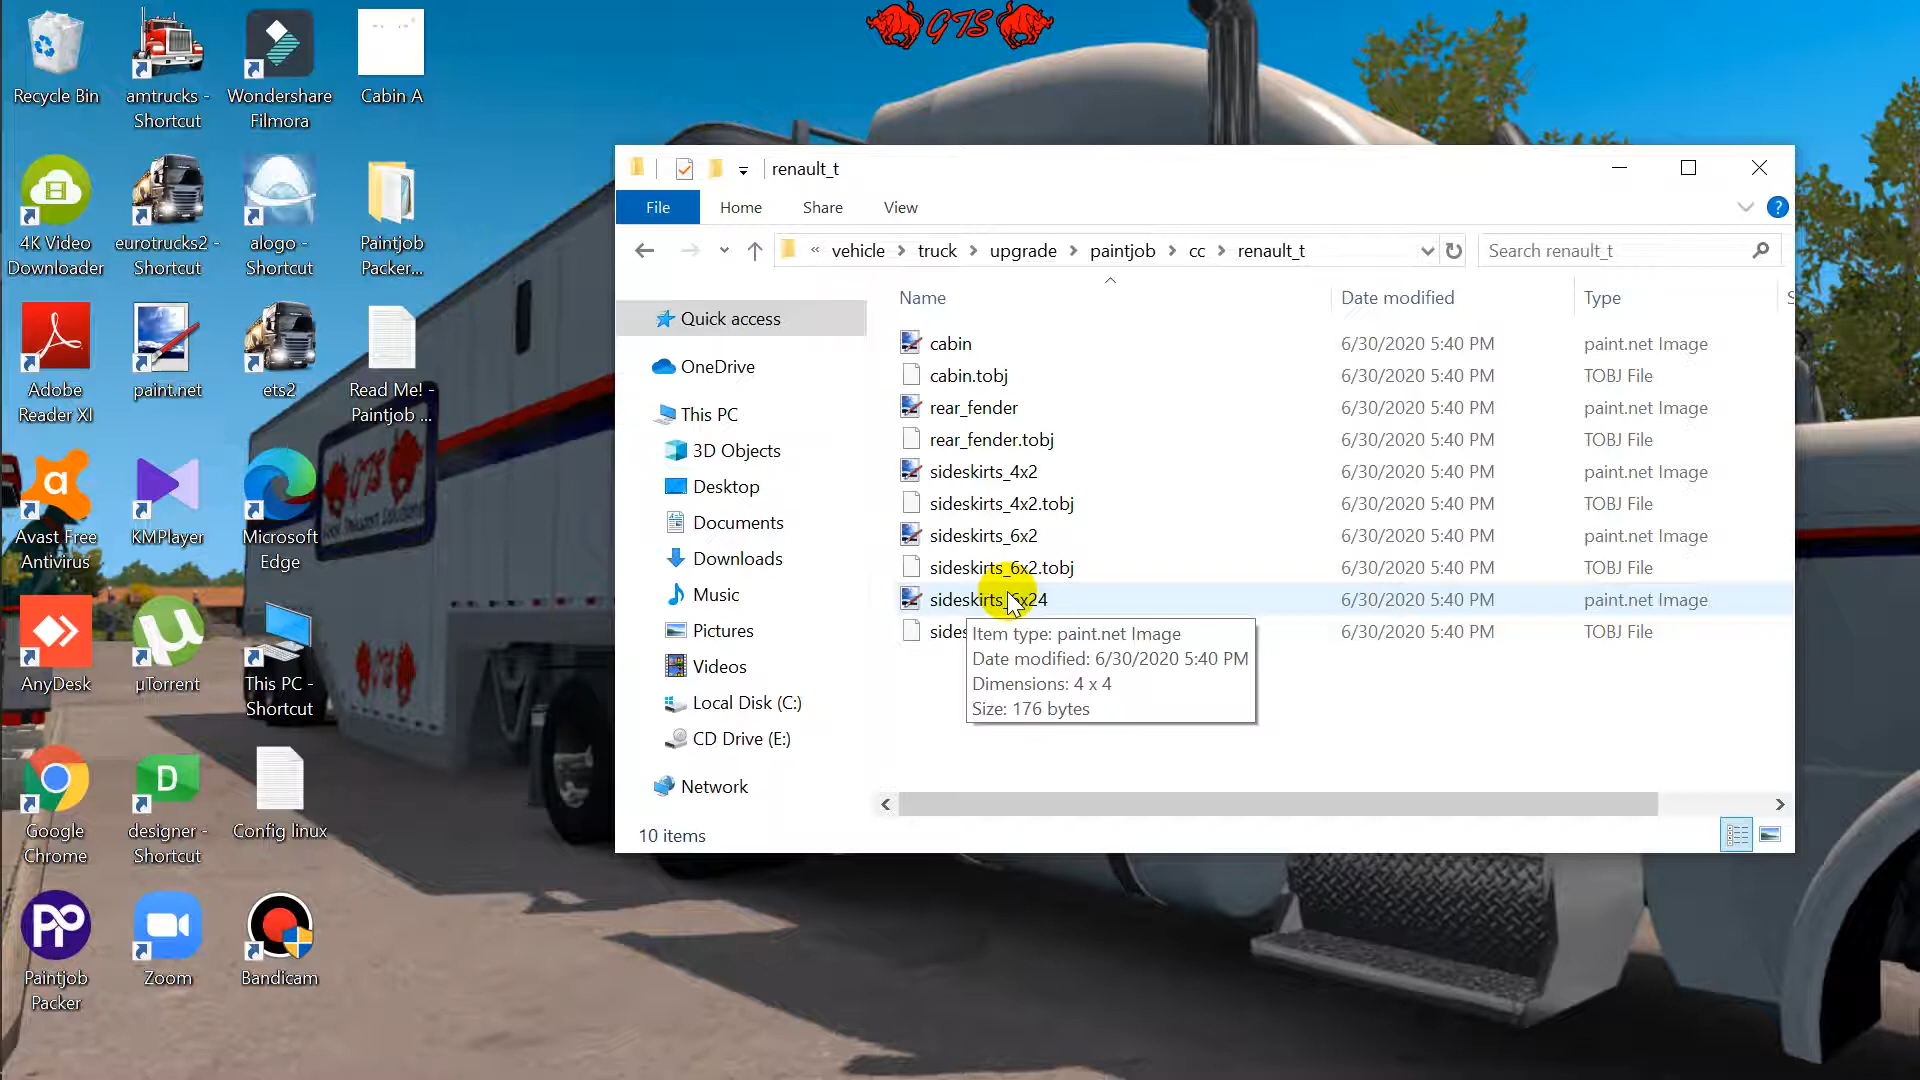 GTS
Recycle Bin
amtrucks -
Shortcut
Wondershare
Filmora
Cabin A
4K Video
Downloader
eurotrucks2 -
Shortcut
alogo -
Shortcut
Paintjob
Packer...
Adobe
Reader XI
paint.net
ets2
Read Me! -
Paintjob ...
Avast Free
Antivirus
KMPlayer
Microsoft
Edge
AnyDesk
µTorrent
This PC -
Shortcut
Google
Chrome
designer -
Shortcut
Config linux
Paintjob
Packer
Zoom
Bandicam
GTS
renault_t
File
Home
Share
View
« vehicle > truck > upgrade > paintjob > cc > renault_t
Search renault_t
Name
Date modified
Type
S
Quick access
OneDrive
This PC
3D Objects
Desktop
Documents
Downloads
Music
Pictures
Videos
Local Disk (C:)
CD Drive (E:)
Network
cabin 6/30/2020 5:40 PM paint.net Image
cabin.tobj 6/30/2020 5:40 PM TOBJ File
rear_fender 6/30/2020 5:40 PM paint.net Image
rear_fender.tobj 6/30/2020 5:40 PM TOBJ File
sideskirts_4x2 6/30/2020 5:40 PM paint.net Image
sideskirts_4x2.tobj 6/30/2020 5:40 PM TOBJ File
sideskirts_6x2 6/30/2020 5:40 PM paint.net Image
sideskirts_6x2.tobj 6/30/2020 5:40 PM TOBJ File
sideskirts_6x24 6/30/2020 5:40 PM paint.net Image
sides 6/30/2020 5:40 PM TOBJ File
Item type: paint.net Image
Date modified: 6/30/2020 5:40 PM
Dimensions: 4 x 4
Size: 176 bytes
10 items